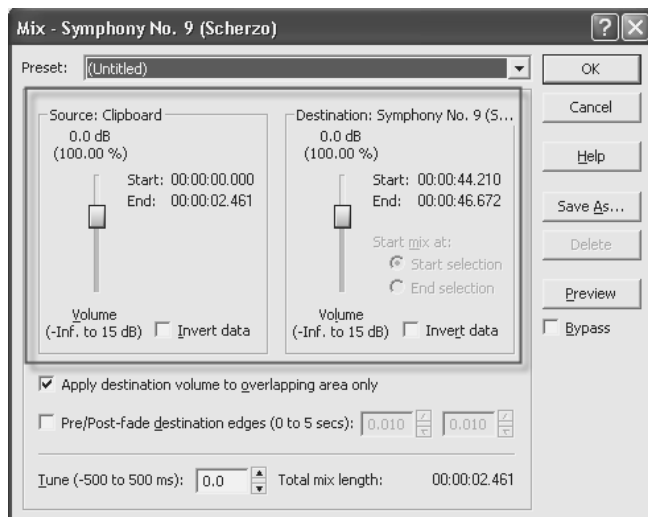 Mix - Symphony No. 9 (Scherzo)
Preset: (Untitled)
OK
Cancel
Help
Save As...
Delete
Preview
Bypass
Source: Clipboard
0.0 dB
(100.00 %)
Start: 00:00:00.000
End: 00:00:02.461
Volume
(-Inf. to 15 dB) Invert data
Destination: Symphony No. 9 (S...
0.0 dB
(100.00 %)
Start: 00:00:44.210
End: 00:00:46.672
Start mix at:
Start selection
End selection
Volume
(-Inf. to 15 dB) Invert data
Apply destination volume to overlapping area only
Pre/Post-fade destination edges (0 to 5 secs): 0.010 0.010
Tune (-500 to 500 ms): 0.0 Total mix length: 00:00:02.461